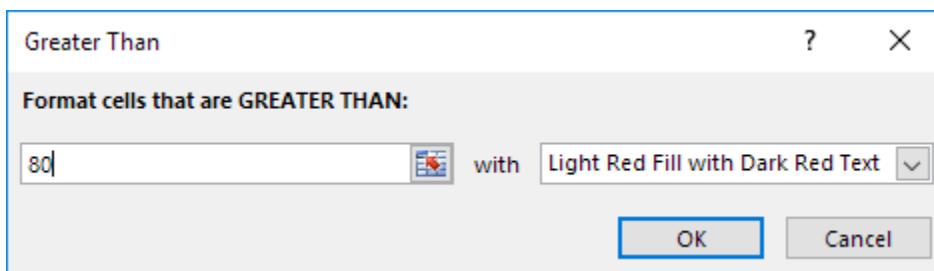 Greater Than ?
Format cells that are GREATER THAN:
80 with Light Red Fill with Dark Red Text
OK Cancel